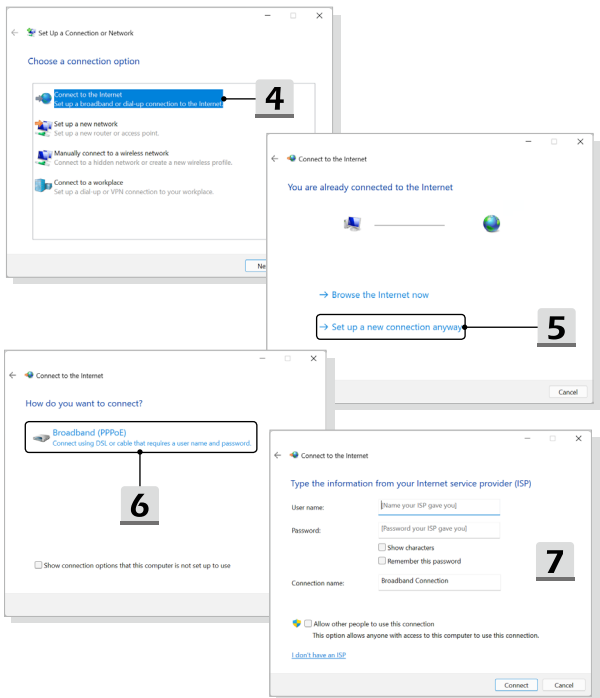 Set Up a Connection or Network
Choose a connection option
Connect to the Internet
Set up a broadband or dial-up connection to the Internet
4
Set up a new network
Set up a new router or access point.
Manually connect to a wireless network
Connect to a hidden network or create a new wireless profile.
Connect to a workplace
Set up a dial-up or VPN connection to your workplace.
Ne
Connect to the Internet
You are already connected to the Internet
→ Browse the Internet now
→ Set up a new connection anyway
5
Cancel
Connect to the Internet
How do you want to connect?
Broadband (PPPoE)
Connect using DSL or cable that requires a user name and password.
6
Show connection options that this computer is not set up to use
Connect to the Internet
Type the information from your Internet service provider (ISP)
User name: [Name your ISP gave you]
Password: [Password your ISP gave you]
Show characters
Remember this password
7
Connection name: Broadband Connection
Allow other people to use this connection
This option allows anyone with access to this computer to use this connection.
I don't have an ISP
Connect Cancel